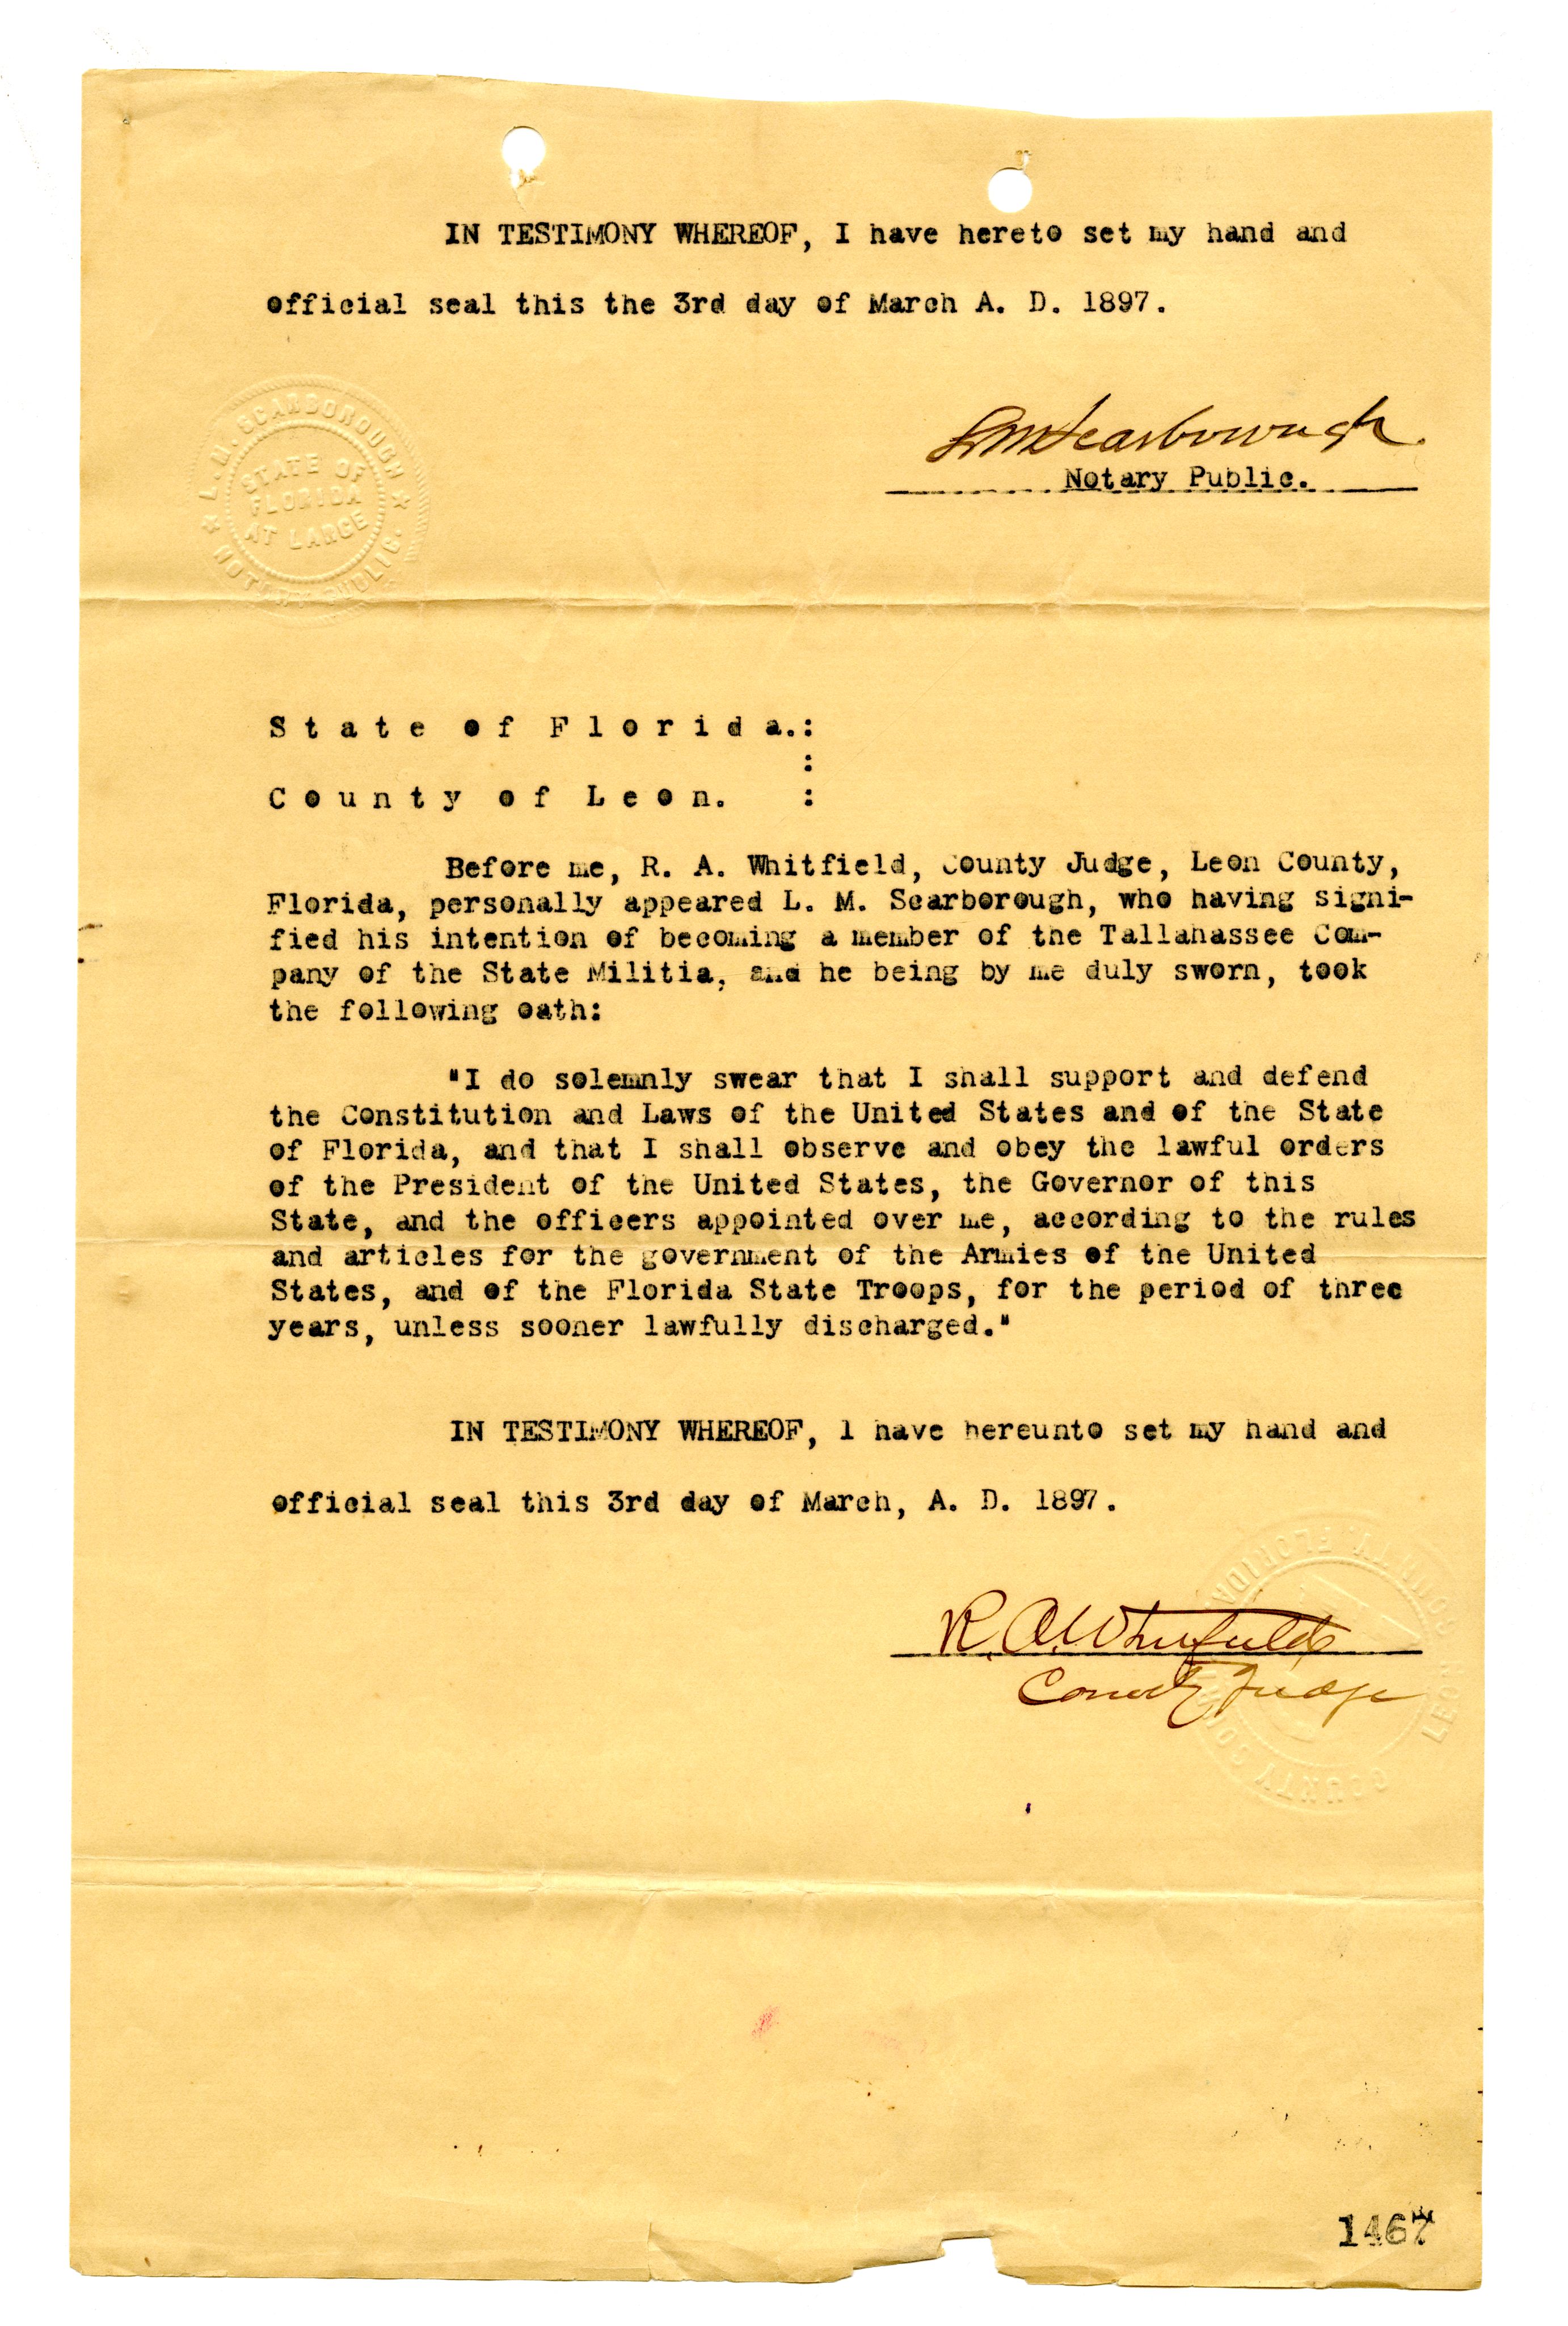 IN TESTIMONY WHEREOF, I have hereto set my hand and
official seal this the 3rd day of March A. D. 1897.
L. M. SCARBOROUGH
STATE OF
FLORIDA
AT LARGE
NOTARY PUBLIC.
L M Scarborough
Notary Public.
State of Florida.:
:
County of Leon. :
Before me, R. A. Whitfield, County Judge, Leon County,
Florida, personally appeared L. M. Scarborough, who having signi-
fied his intention of becoming a member of the Tallahassee Com-
pany of the State Militia, and he being by me duly sworn, took
the following oath:
"I do solemnly swear that I shall support and defend
the Constitution and Laws of the United States and of the State
of Florida, and that I shall observe and obey the lawful orders
of the President of the United States, the Governor of this
State, and the officers appointed over me, according to the rules
and articles for the government of the Armies of the United
States, and of the Florida State Troops, for the period of three
years, unless sooner lawfully discharged."
IN TESTIMONY WHEREOF, I have hereunto set my hand and
official seal this 3rd day of March, A. D. 1897.
R. A. Whitfield
County Judge
LEON COUNTY, FLORIDA
COUNTY
1467